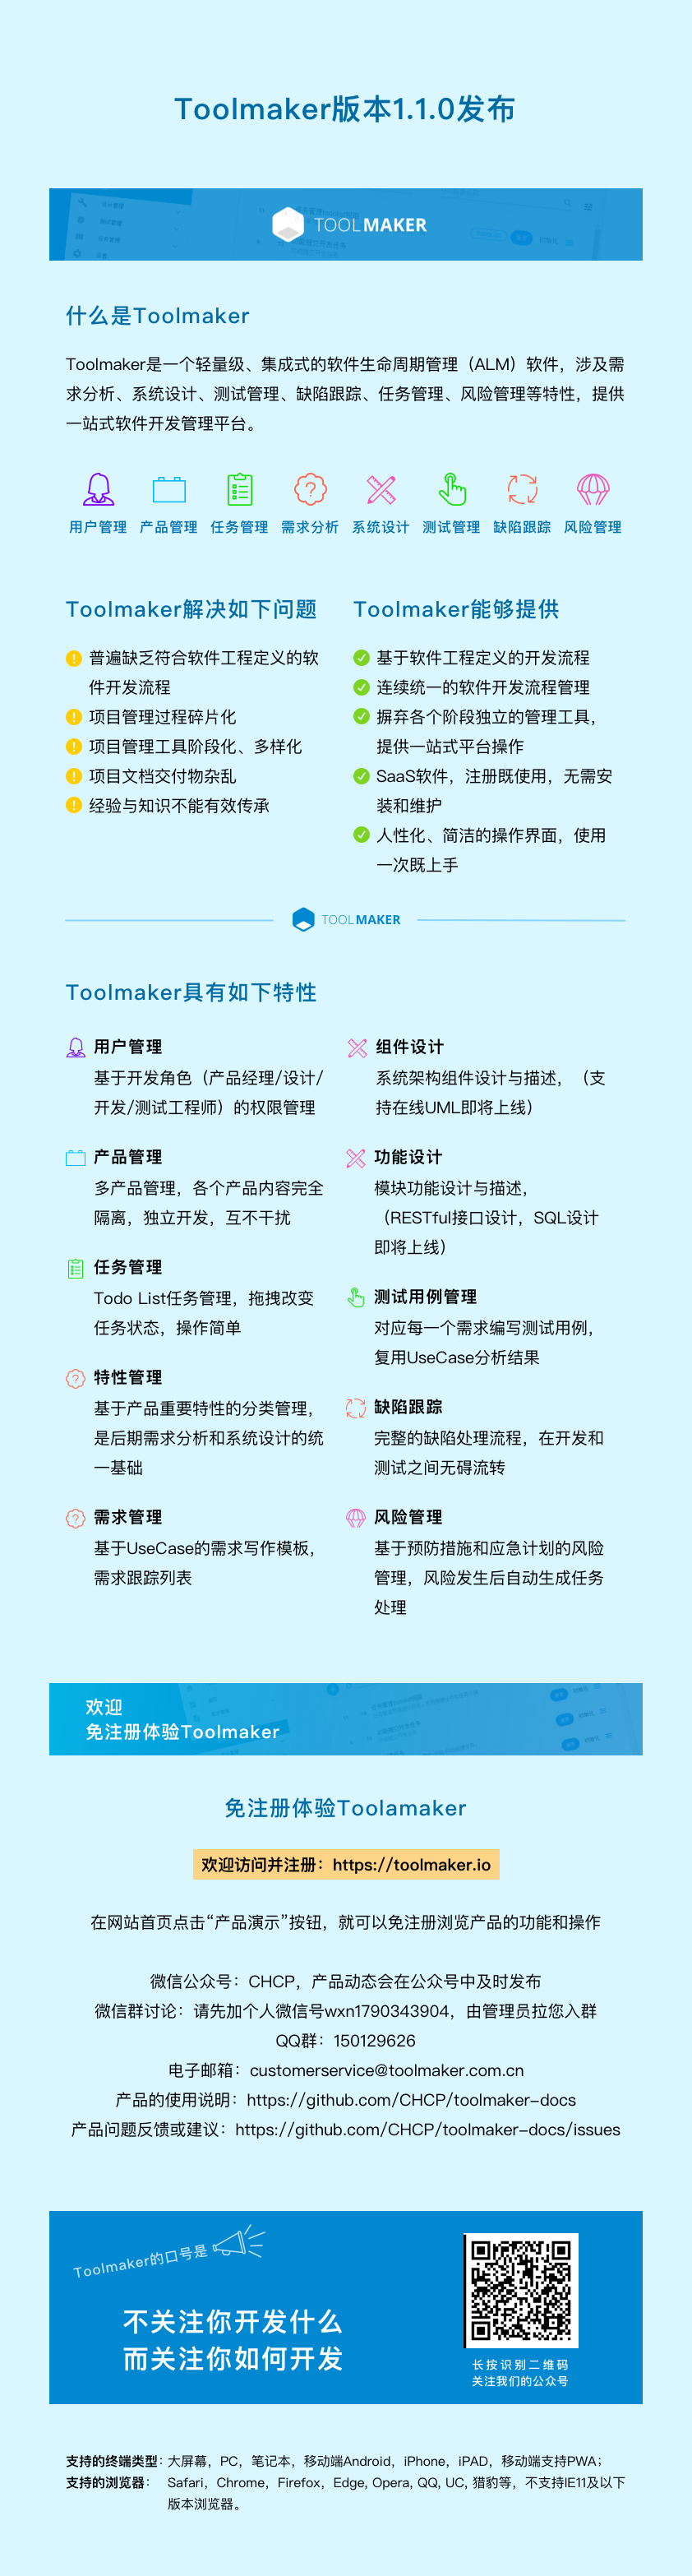 Toolmaker版本1.1.0发布
TOOLMAKER
什么是Toolmaker
Toolmaker是一个轻量级、集成式的软件生命周期管理（ALM）软件，涉及需
求分析、系统设计、测试管理、缺陷跟踪、任务管理、风险管理等特性，提供
一站式软件开发管理平台。
用户管理 产品管理 任务管理 需求分析 系统设计 测试管理 缺陷跟踪 风险管理
Toolmaker解决如下问题
普遍缺乏符合软件工程定义的软
件开发流程
项目管理过程碎片化
项目管理工具阶段化、多样化
项目文档交付物杂乱
经验与知识不能有效传承
Toolmaker能够提供
基于软件工程定义的开发流程
连续统一的软件开发流程管理
摒弃各个阶段独立的管理工具，
提供一站式平台操作
SaaS软件，注册既使用，无需安
装和维护
人性化、简洁的操作界面，使用
一次既上手
TOOLMAKER
Toolmaker具有如下特性
用户管理
基于开发角色（产品经理/设计/
开发/测试工程师）的权限管理
产品管理
多产品管理，各个产品内容完全
隔离，独立开发，互不干扰
任务管理
Todo List任务管理，拖拽改变
任务状态，操作简单
特性管理
基于产品重要特性的分类管理，
是后期需求分析和系统设计的统
一基础
需求管理
基于UseCase的需求写作模板，
需求跟踪列表
组件设计
系统架构组件设计与描述，（支
持在线UML即将上线）
功能设计
模块功能设计与描述，
（RESTful接口设计，SQL设计
即将上线）
测试用例管理
对应每一个需求编写测试用例，
复用UseCase分析结果
缺陷跟踪
完整的缺陷处理流程，在开发和
测试之间无碍流转
风险管理
基于预防措施和应急计划的风险
管理，风险发生后自动生成任务
处理
欢迎
免注册体验Toolmaker
免注册体验Toolamaker
欢迎访问并注册：https://toolmaker.io
在网站首页点击“产品演示”按钮，就可以免注册浏览产品的功能和操作
微信公众号：CHCP，产品动态会在公众号中及时发布
微信群讨论：请先加个人微信号wxn1790343904，由管理员拉您入群
QQ群：150129626
电子邮箱：customerservice@toolmaker.com.cn
产品的使用说明：https://github.com/CHCP/toolmaker-docs
产品问题反馈或建议：https://github.com/CHCP/toolmaker-docs/issues
Toolmaker的口号是
不关注你开发什么
而关注你如何开发
长按识别二维码
关注我们的公众号
支持的终端类型：大屏幕，PC，笔记本，移动端Android，iPhone，iPAD，移动端支持PWA；
支持的浏览器： Safari，Chrome，Firefox，Edge, Opera, QQ, UC, 猎豹等，不支持IE11及以下
版本浏览器。